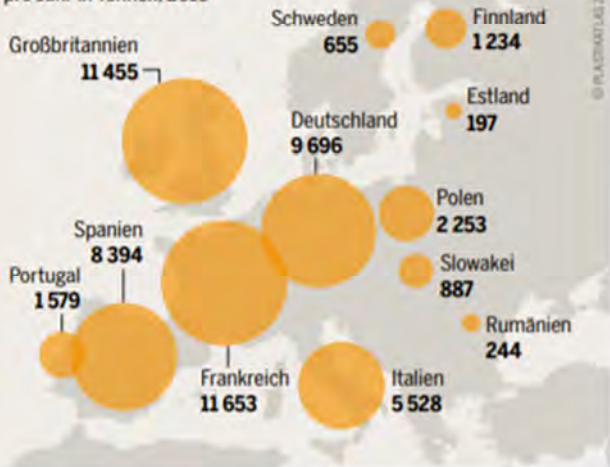 Schweden
655
Finnland
1 234
Großbritannien
11 455
Estland
197
Deutschland
9 696
Polen
2 253
Spanien
8 394
Slowakei
887
Portugal
1 579
Rumänien
244
Frankreich
11 653
Italien
5 528